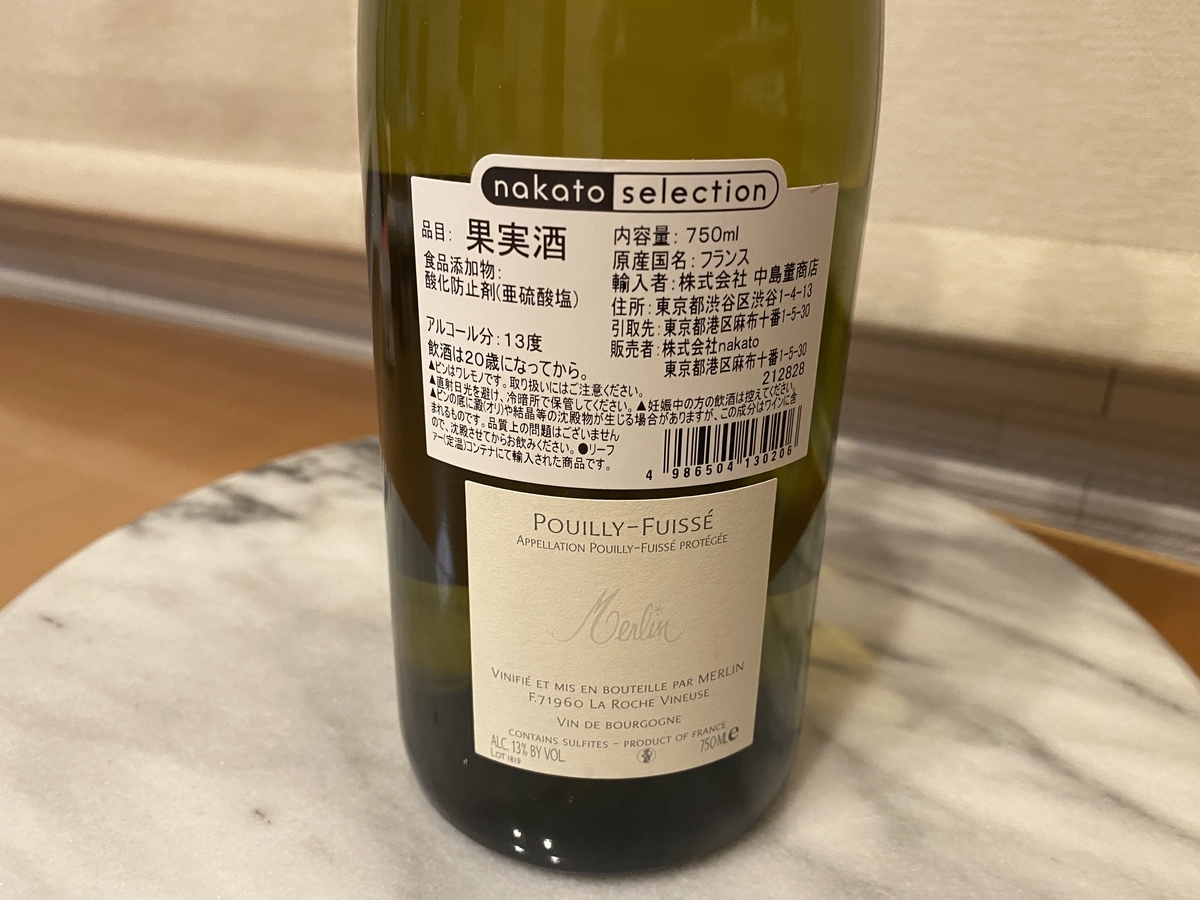 nakato selection
品目: 果実酒
食品添加物:
酸化防止剤(亜硫酸塩)
アルコール分:13度
内容量: 750ml
原産国名: フランス
輸入者: 株式会社 中島董商店
住所: 東京都渋谷区渋谷1-4-13
引取先: 東京都港区麻布十番1-5-30
販売者: 株式会社nakato
東京都港区麻布十番1-5-30
212828
飲酒は20歳になってから。
▲ビンはワレモノです。取り扱いにはご注意ください。
▲直射日光を避け、冷暗所で保管してください。▲妊娠中の方の飲酒は控えてください。
▲ビンの底に澱(オリ)や結晶等の沈殿物が生じる場合がありますが、この成分はワインに含
まれるものです。品質上の問題はございません
ので、沈殿させてからお飲みください。●リーフ
ァー(定温)コンテナにて輸入された商品です。
4 986504 130206
POUILLY-FUISSÉ
APPELLATION POUILLY-FUISSÉ PROTÉGÉE
Merlin
VINIFIÉ ET MIS EN BOUTEILLE PAR MERLIN
F.71960 LA ROCHE VINEUSE
VIN DE BOURGOGNE
CONTAINS SULFITES - PRODUCT OF FRANCE
ALC. 13% BY VOL.
750 ML e
LOT 1819